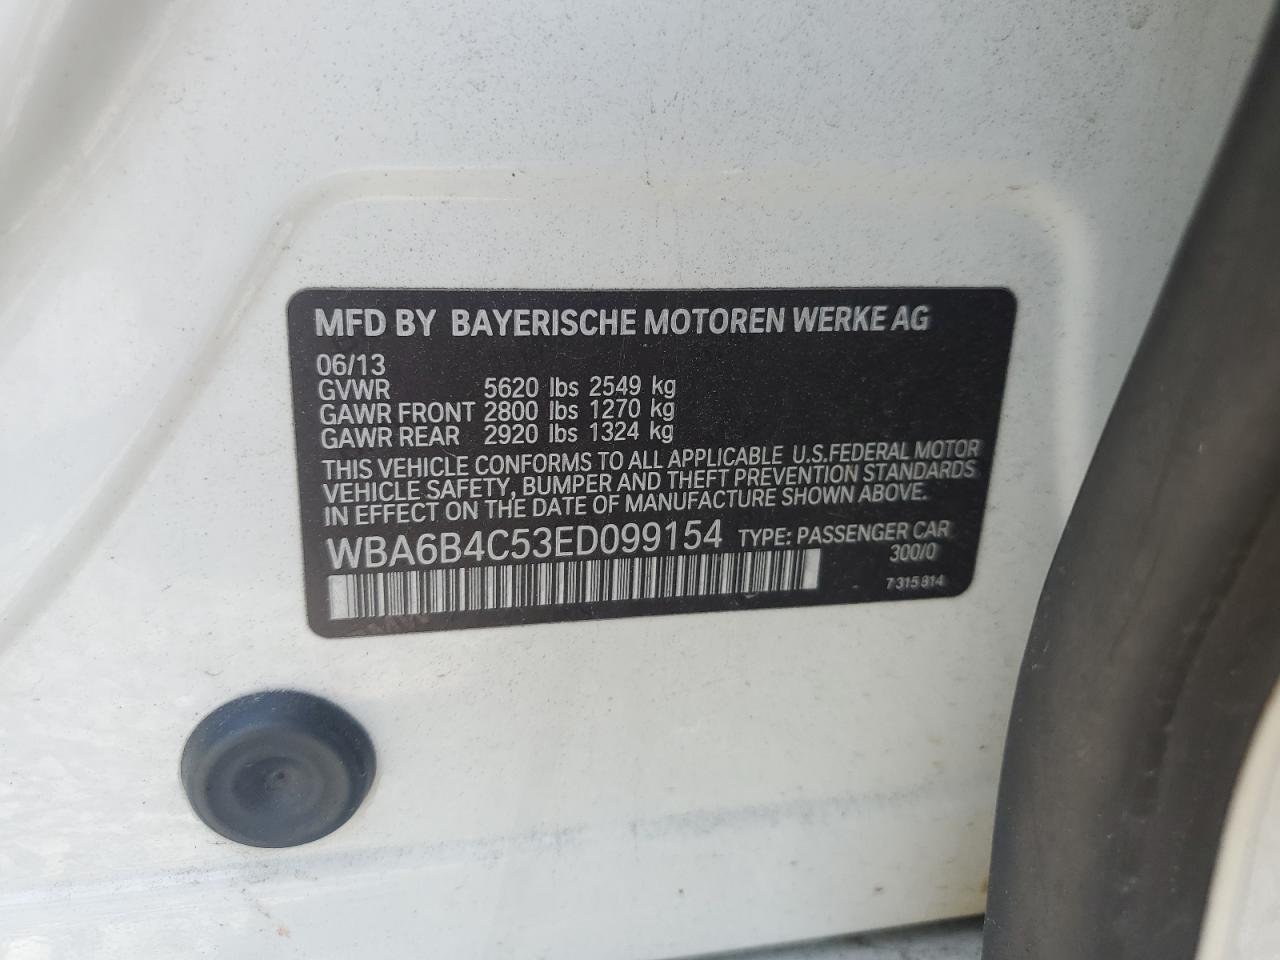 MFD BY BAYERISCHE MOTOREN WERKE AG
06/13
GVWR 5620 lbs 2549 kg
GAWR FRONT 2800 lbs 1270 kg
GAWR REAR 2920 lbs 1324 kg
THIS VEHICLE CONFORMS TO ALL APPLICABLE U.S.FEDERAL MOTOR
VEHICLE SAFETY, BUMPER AND THEFT PREVENTION STANDARDS
IN EFFECT ON THE DATE OF MANUFACTURE SHOWN ABOVE.
WBA6B4C53ED099154 TYPE: PASSENGER CAR
300/0
7 315 814